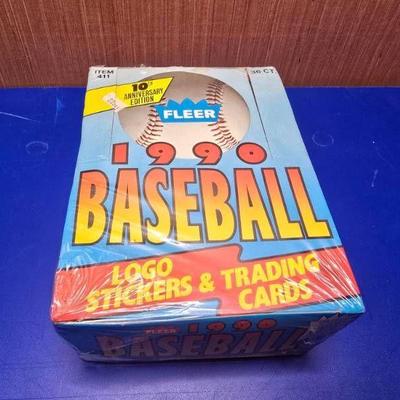 ITEM
411
36 CT.
10TH
ANNIVERSARY
EDITION
FLEER
1990
BASEBALL
LOGO
STICKERS & TRADING
CARDS
FLEER 1990
BASEBALL